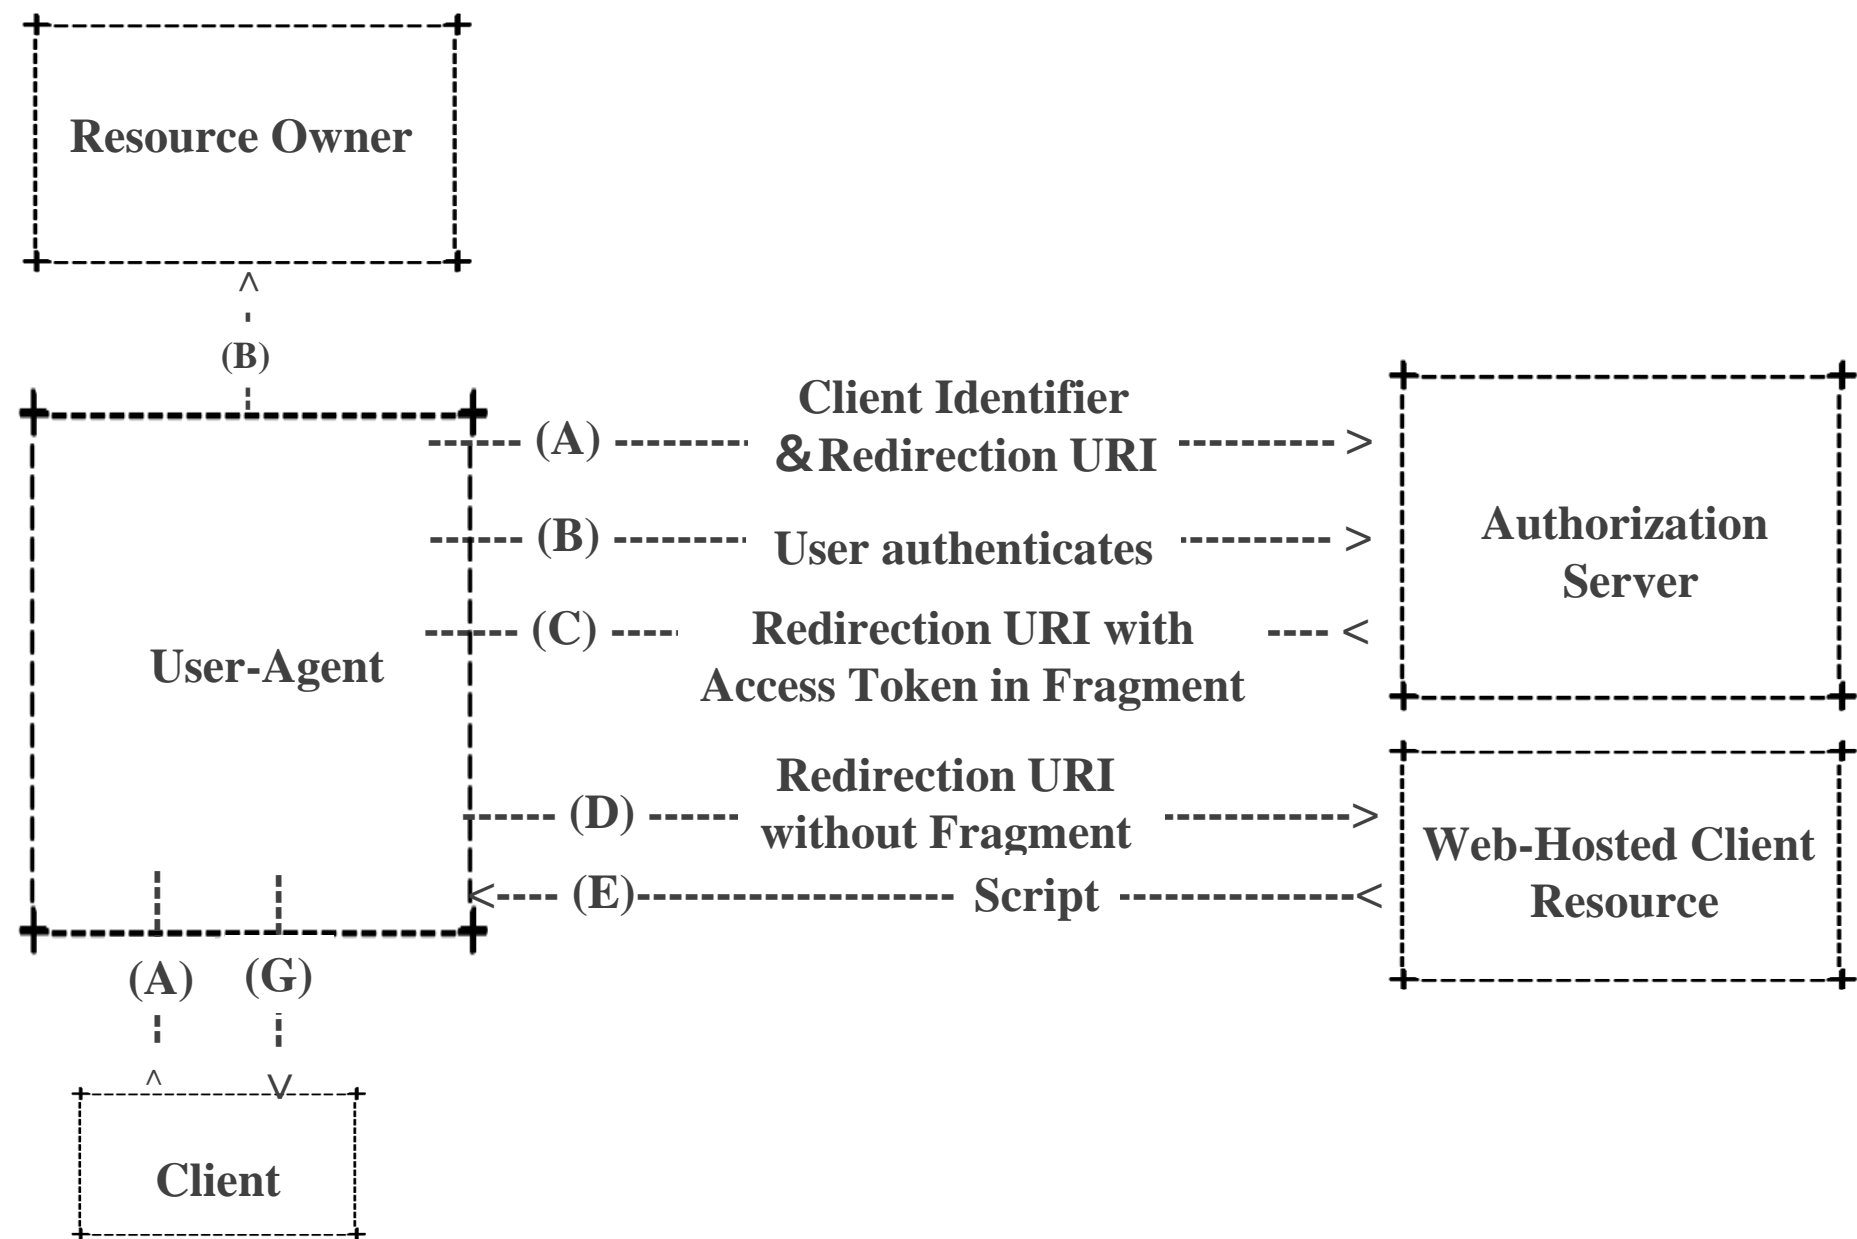 Resource Owner
(B)
Client Identifier
(A) &Redirection URI >
(B) User authenticates >
Authorization
Server
(C) Redirection URI with <
Access Token in Fragment
User-Agent
Redirection URI
(D) without Fragment >
Web-Hosted Client
Resource
< (E) Script <
(A) (G)
Client